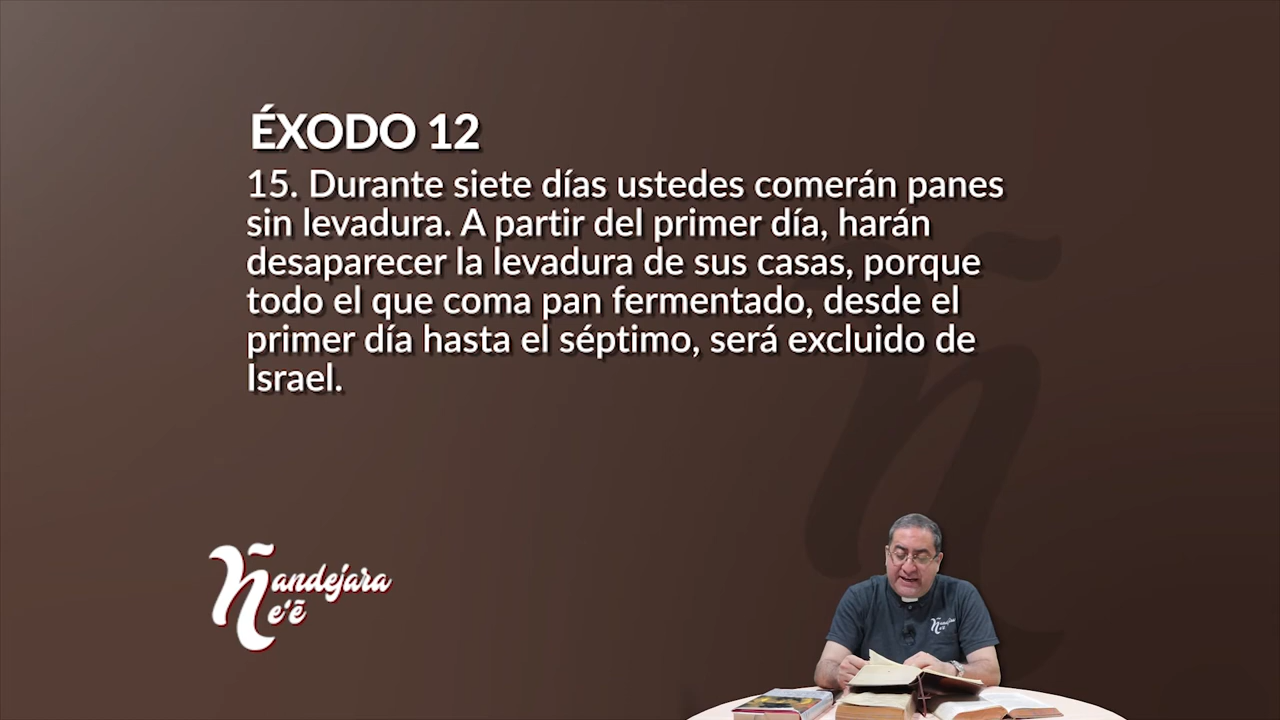 ÉXODO 12
15. Durante siete días ustedes comerán panes
sin levadura. A partir del primer día, harán
desaparecer la levadura de sus casas, porque
todo el que coma pan fermentado, desde el
primer día hasta el séptimo, será excluido de
Israel.
Ñandejara
Ñe'ẽ
Ñandejara
Ñe'ẽ